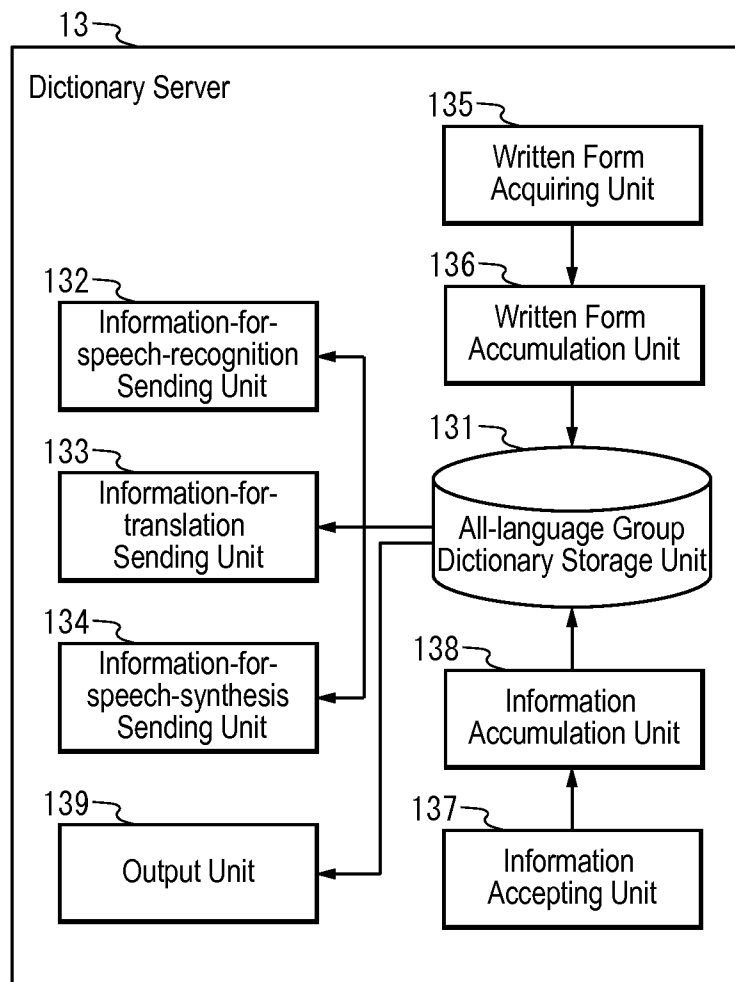 13
Dictionary Server
135
Written Form
Acquiring Unit
136
Written Form
Accumulation Unit
132
Information-for-
speech-recognition
Sending Unit
131
All-language Group
Dictionary Storage Unit
133
Information-for-
translation
Sending Unit
134
Information-for-
speech-synthesis
Sending Unit
138
Information
Accumulation Unit
139
Output Unit
137
Information
Accepting Unit